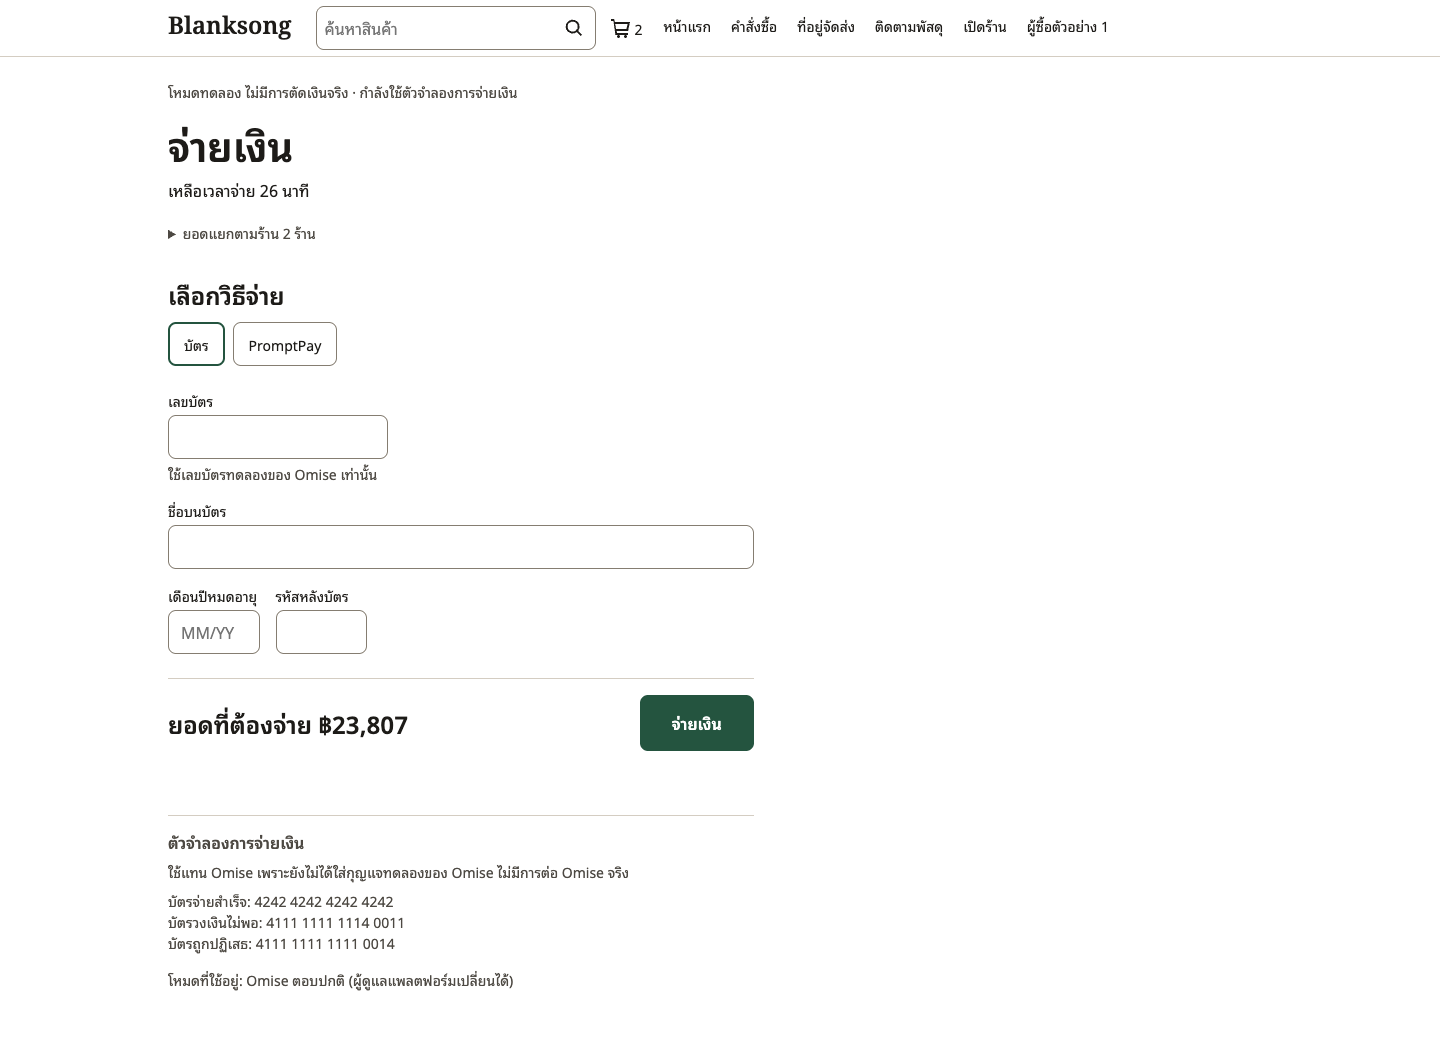 Blanksong
ค้นหาสินค้า
2
หน้าแรก
คำสั่งซื้อ
ที่อยู่จัดส่ง
ติดตามพัสดุ
เปิดร้าน
ผู้ซื้อตัวอย่าง 1
โหมดทดลอง ไม่มีการตัดเงินจริง · กำลังใช้ตัวจำลองการจ่ายเงิน
จ่ายเงิน
เหลือเวลาจ่าย 26 นาที
ยอดแยกตามร้าน 2 ร้าน
เลือกวิธีจ่าย
บัตร
PromptPay
เลขบัตร
ใช้เลขบัตรทดลองของ Omise เท่านั้น
ชื่อบนบัตร
เดือนปีหมดอายุ
รหัสหลังบัตร
MM/YY
ยอดที่ต้องจ่าย ฿23,807
จ่ายเงิน
ตัวจำลองการจ่ายเงิน
ใช้แทน Omise เพราะยังไม่ได้ใส่กุญแจทดลองของ Omise ไม่มีการต่อ Omise จริง
บัตรจ่ายสำเร็จ: 4242 4242 4242 4242
บัตรวงเงินไม่พอ: 4111 1111 1114 0011
บัตรถูกปฏิเสธ: 4111 1111 1111 0014
โหมดที่ใช้อยู่: Omise ตอบปกติ (ผู้ดูแลแพลตฟอร์มเปลี่ยนได้)